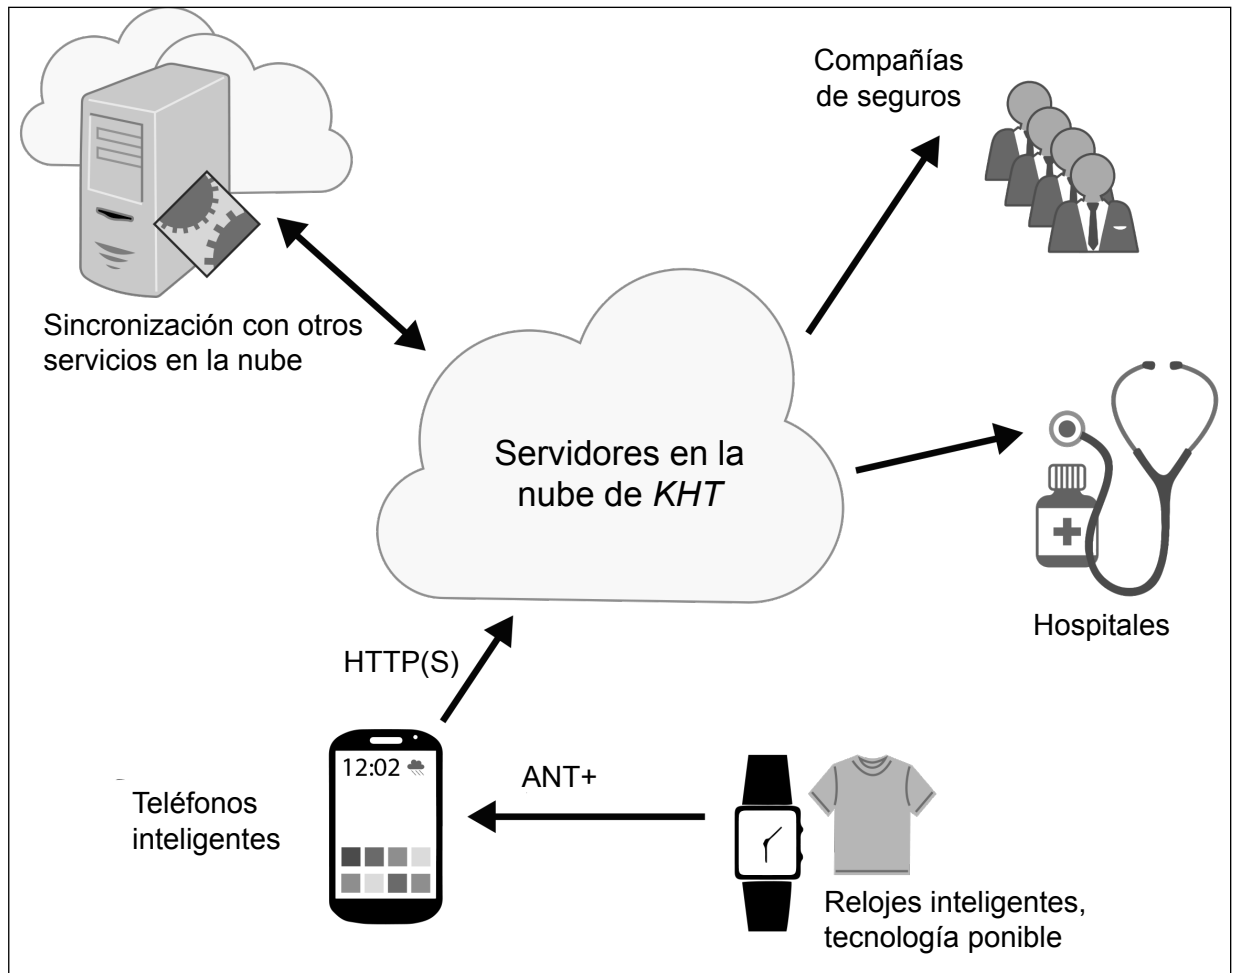 Compañías
de seguros
Sincronización con otros
servicios en la nube
Servidores en la
nube de KHT
Hospitales
HTTP(S)
12:02
ANT+
Teléfonos
inteligentes
Relojes inteligentes,
tecnología ponible